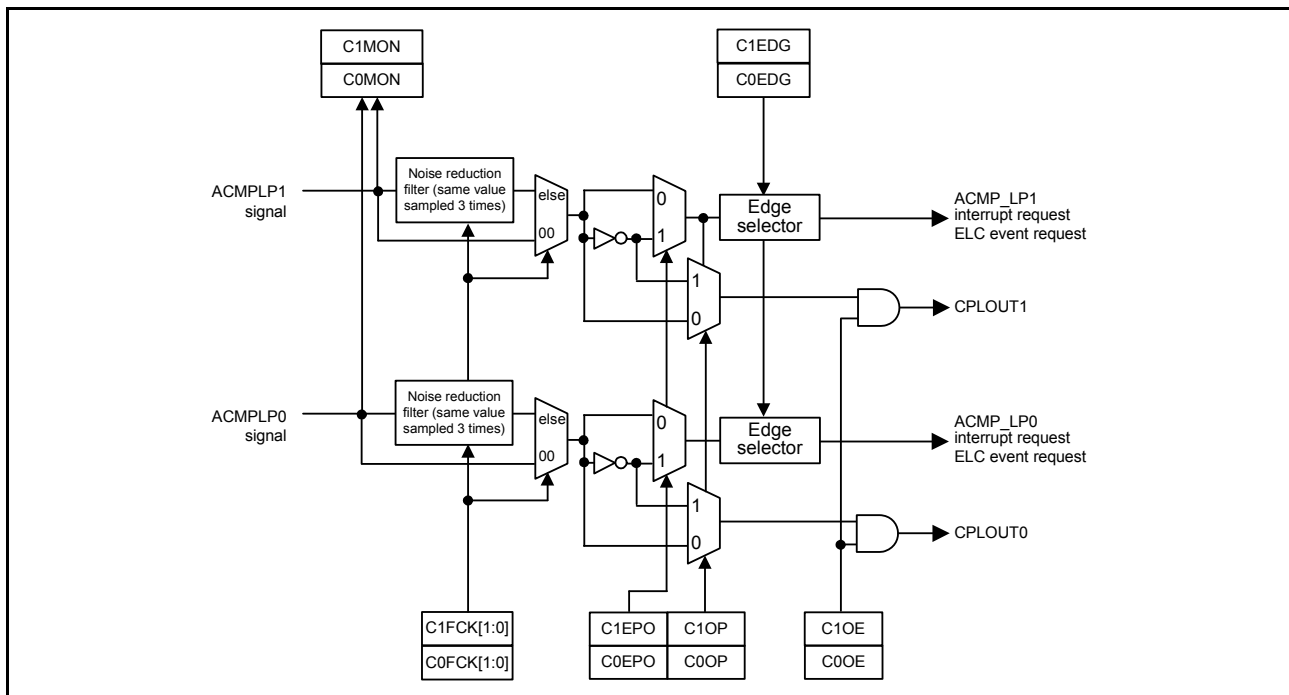 C1MON
C0MON
C1EDG
C0EDG
ACMPLP1
signal
Noise reduction
filter (same value
sampled 3 times)
else
00
0
1
Edge
selector
ACMP_LP1
interrupt request
ELC event request
1
0
CPLOUT1
ACMPLP0
signal
Noise reduction
filter (same value
sampled 3 times)
else
00
0
1
Edge
selector
ACMP_LP0
interrupt request
ELC event request
1
0
CPLOUT0
C1FCK[1:0]
C0FCK[1:0]
C1EPO
C0EPO
C1OP
C0OP
C1OE
C0OE